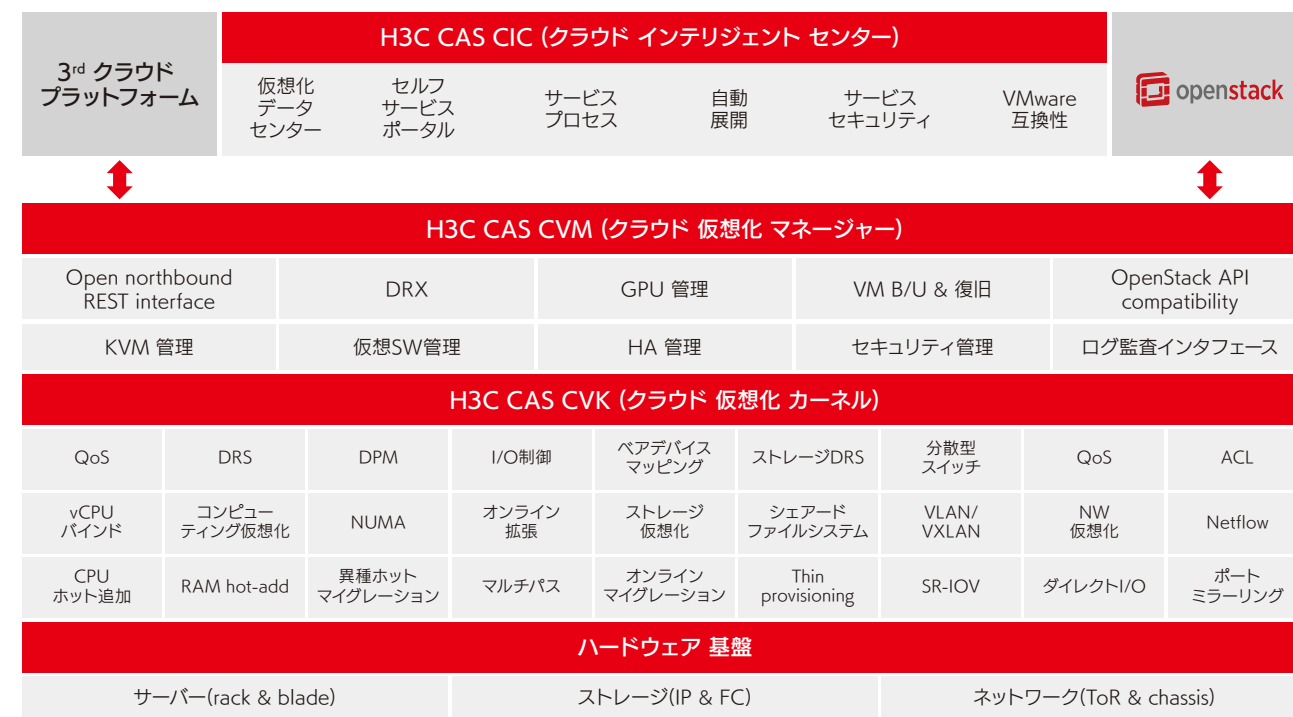 3rd クラウド
プラットフォーム
H3C CAS CIC (クラウド インテリジェント センター)
仮想化
データ
センター
セルフ
サービス
ポータル
サービス
プロセス
自動
展開
サービス
セキュリティ
VMware
互換性
openstack
H3C CAS CVM (クラウド 仮想化 マネージャー)
Open northbound
REST interface
DRX
GPU 管理
VM B/U & 復旧
OpenStack API
compatibility
KVM 管理
仮想SW管理
HA 管理
セキュリティ管理
ログ監査インタフェース
H3C CAS CVK (クラウド 仮想化 カーネル)
QoS
DRS
DPM
I/O制御
ベアデバイス
マッピング
ストレージDRS
分散型
スイッチ
QoS
ACL
vCPU
バインド
コンピュー
ティング仮想化
NUMA
オンライン
拡張
ストレージ
仮想化
シェアード
ファイルシステム
VLAN/
VXLAN
NW
仮想化
Netflow
CPU
ホット追加
RAM hot-add
異種ホット
マイグレーション
マルチパス
オンライン
マイグレーション
Thin
provisioning
SR-IOV
ダイレクトI/O
ポート
ミラーリング
ハードウェア 基盤
サーバー(rack & blade)
ストレージ(IP & FC)
ネットワーク(ToR & chassis)